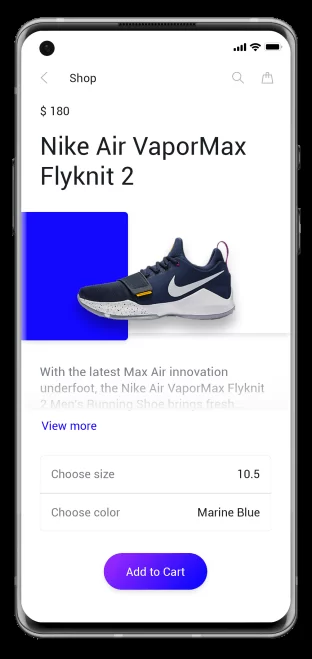 Shop
$ 180
Nike Air VaporMax
Flyknit 2
With the latest Max Air innovation
underfoot, the Nike Air VaporMax Flyknit
2 Men's Running Shoe brings fresh...
View more
Choose size 10.5
Choose color Marine Blue
Add to Cart